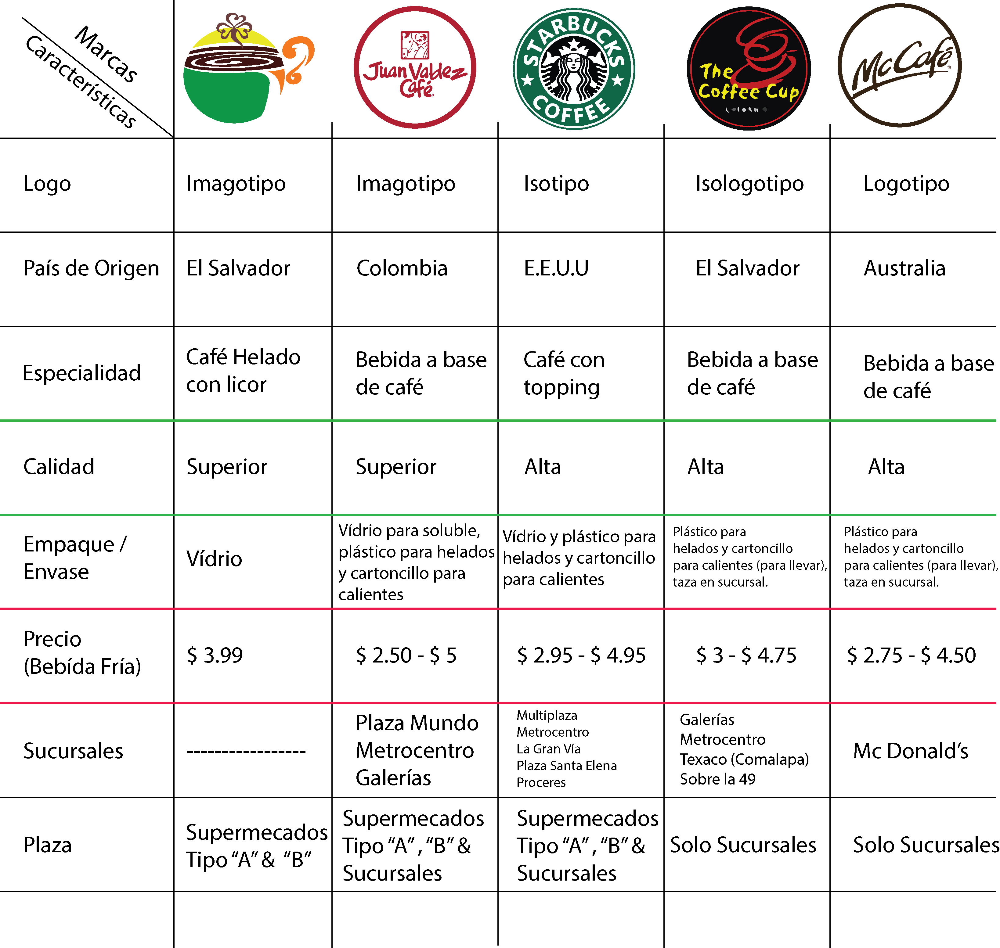 Marcas
Características
Juan Valdez
Café
STARBUCKS
COFFEE
The
Coffee Cup
McCafé
Logo
Imagotipo
Imagotipo
Isotipo
Isologotipo
Logotipo
País de Origen
El Salvador
Colombia
E.E.U.U
El Salvador
Australia
Especialidad
Café Helado
con licor
Bebida a base
de café
Café con
topping
Bebida a base
de café
Bebida a base
de café
Calidad
Superior
Superior
Alta
Alta
Alta
Empaque /
Envase
Vídrio
Vídrio para soluble,
plástico para helados
y cartoncillo para
calientes
Vídrio y plástico para
helados y cartoncillo
para calientes
Plástico para
helados y cartoncillo
para calientes (para llevar),
taza en sucursal.
Plástico para
helados y cartoncillo
para calientes (para llevar),
taza en sucursal.
Precio
(Bebída Fría)
$ 3.99
$ 2.50 - $ 5
$ 2.95 - $ 4.95
$ 3 - $ 4.75
$ 2.75 - $ 4.50
Sucursales
-----------------
Plaza Mundo
Metrocentro
Galerías
Multiplaza
Metrocentro
La Gran Vía
Plaza Santa Elena
Proceres
Galerías
Metrocentro
Texaco (Comalapa)
Sobre la 49
Mc Donald’s
Plaza
Supermecados
Tipo “A” & “B”
Supermecados
Tipo “A” , “B” &
Sucursales
Supermecados
Tipo “A” , “B” &
Sucursales
Solo Sucursales
Solo Sucursales